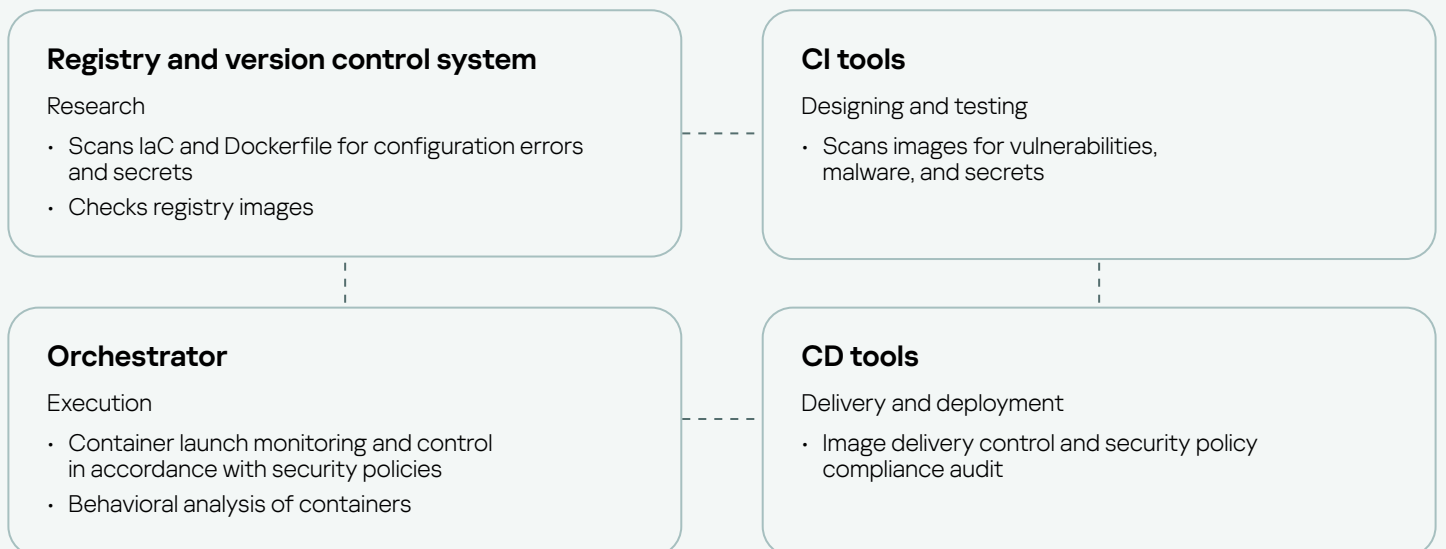 Registry and version control system
Research
• Scans IaC and Dockerfile for configuration errors
and secrets
• Checks registry images
CI tools
Designing and testing
• Scans images for vulnerabilities,
malware, and secrets
Orchestrator
Execution
• Container launch monitoring and control
in accordance with security policies
• Behavioral analysis of containers
CD tools
Delivery and deployment
• Image delivery control and security policy
compliance audit